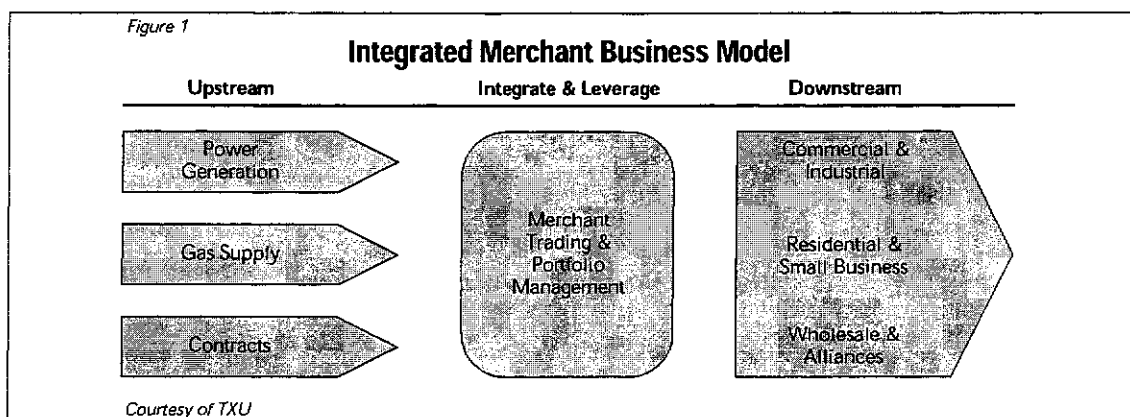 Figure 1
Integrated Merchant Business Model
Upstream
Integrate & Leverage
Downstream
Power
Generation
Gas Supply
Contracts
Merchant
Trading &
Portfolio
Management
Commercial &
Industrial
Residential &
Small Business
Wholesale &
Alliances
Courtesy of TXU